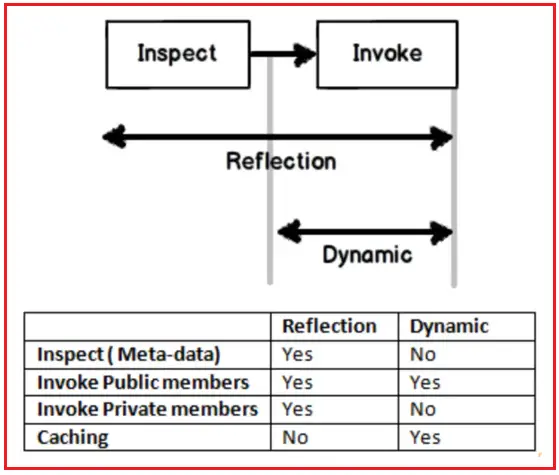 Inspect Invoke
Reflection
Dynamic
Reflection Dynamic
Inspect ( Meta-data) Yes No
Invoke Public members Yes Yes
Invoke Private members Yes No
Caching No Yes